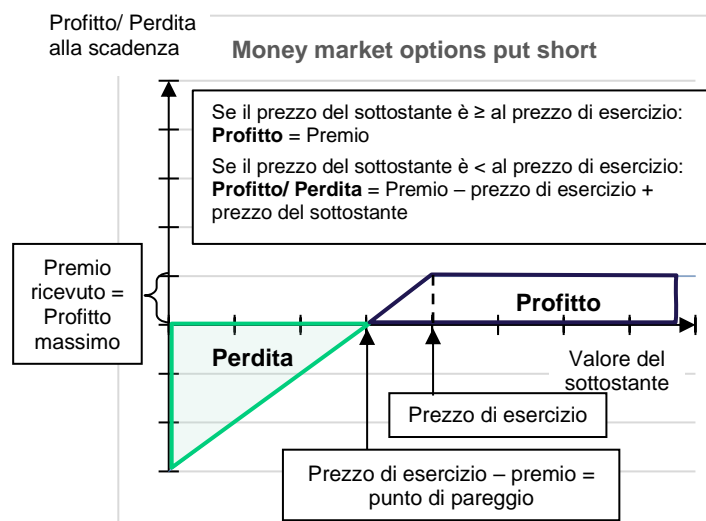 Profitto/ Perdita
alla scadenza
Money market options put short
Se il prezzo del sottostante è ≥ al prezzo di esercizio:
Profitto = Premio
Se il prezzo del sottostante è < al prezzo di esercizio:
Profitto/ Perdita = Premio – prezzo di esercizio +
prezzo del sottostante
Premio
ricevuto =
Profitto
massimo
Profitto
Perdita
Valore del
sottostante
Prezzo di esercizio
Prezzo di esercizio – premio =
punto di pareggio